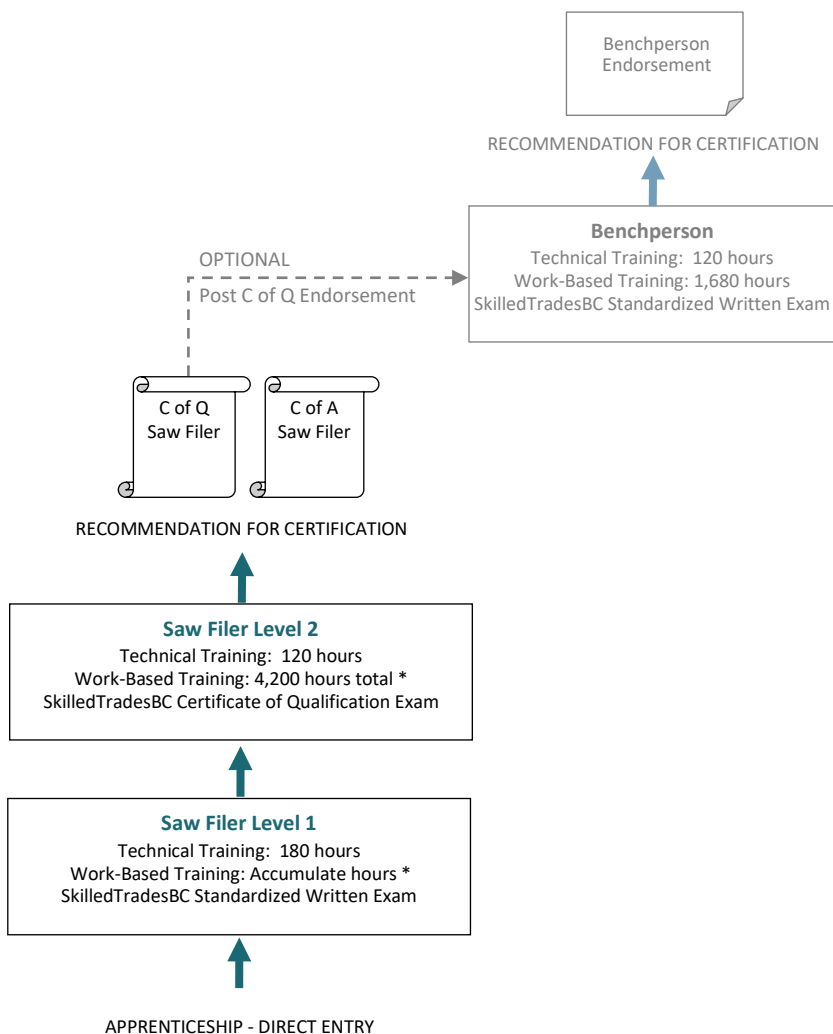 Benchperson
Endorsement
RECOMMENDATION FOR CERTIFICATION
Benchperson
Technical Training: 120 hours
Work-Based Training: 1,680 hours
SkilledTradesBC Standardized Written Exam
OPTIONAL
Post C of Q Endorsement
C of Q
Saw Filer
C of A
Saw Filer
RECOMMENDATION FOR CERTIFICATION
Saw Filer Level 2
Technical Training: 120 hours
Work-Based Training: 4,200 hours total *
SkilledTradesBC Certificate of Qualification Exam
Saw Filer Level 1
Technical Training: 180 hours
Work-Based Training: Accumulate hours *
SkilledTradesBC Standardized Written Exam
APPRENTICESHIP - DIRECT ENTRY